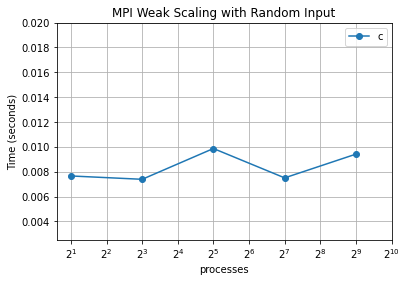 MPI Weak Scaling with Random Input
c
Time (seconds)
0.020
0.018
0.016
0.014
0.012
0.010
0.008
0.006
0.004
2¹ 2² 2³ 2⁴ 2⁵ 2⁶ 2⁷ 2⁸ 2⁹ 2¹⁰
processes